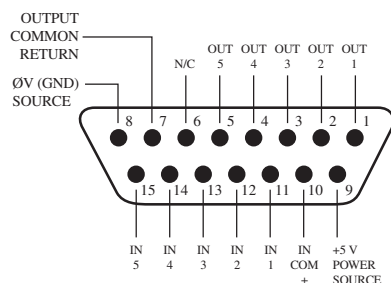 OUTPUT
COMMON
RETURN
ØV (GND)
SOURCE
N/C
OUT
5
OUT
4
OUT
3
OUT
2
OUT
1
8 7 6 5 4 3 2 1
15 14 13 12 11 10 9
IN
5
IN
4
IN
3
IN
2
IN
1
IN
COM
+
+5 V
POWER
SOURCE